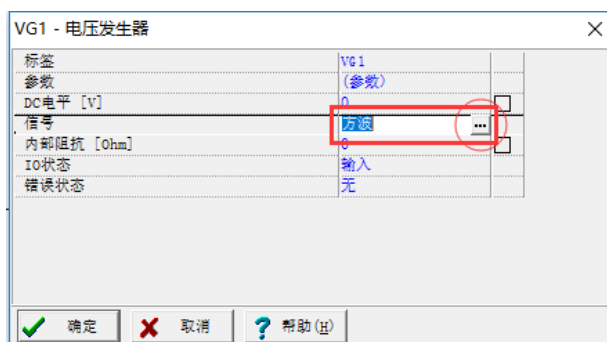 VG1 - 电压发生器
标签 VG1
参数 (参数)
DC电平 [V] 0
信号 方波 ...
内部阻抗 [Ohm] 0
IO状态 输入
错误状态 无
确定 取消 帮助(H)